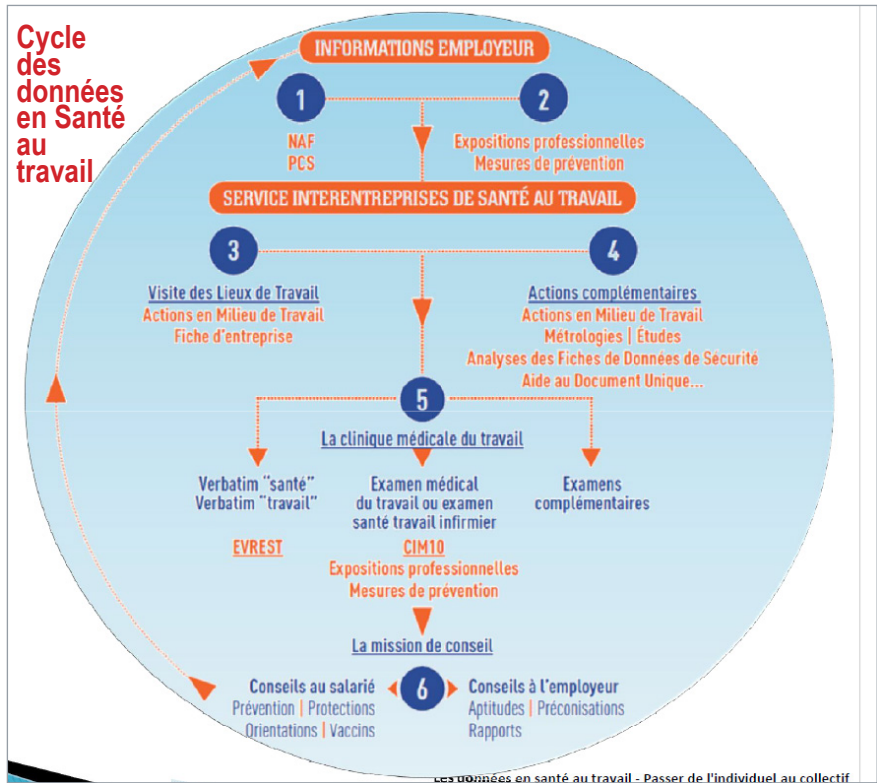 Cycle
des
données
en Santé
au
travail
INFORMATIONS EMPLOYEUR
1
2
NAF
PCS
Expositions professionnelles
Mesures de prévention
SERVICE INTERENTREPRISES DE SANTÉ AU TRAVAIL
3
4
Visite des Lieux de Travail
Actions en Milieu de Travail
Fiche d'entreprise
Actions complémentaires
Actions en Milieu de Travail
Métrologies | Études
Analyses des Fiches de Données de Sécurité
Aide au Document Unique...
5
La clinique médicale du travail
Verbatim "santé"
Verbatim "travail"
EVREST
Examen médical
du travail ou examen
santé travail infirmier
CIM10
Expositions professionnelles
Mesures de prévention
Examens
complémentaires
La mission de conseil
6
Conseils au salarié
Prévention | Protections
Orientations | Vaccins
Conseils à l'employeur
Aptitudes | Préconisations
Rapports
Les données en santé au travail - Passer de l'individuel au collectif